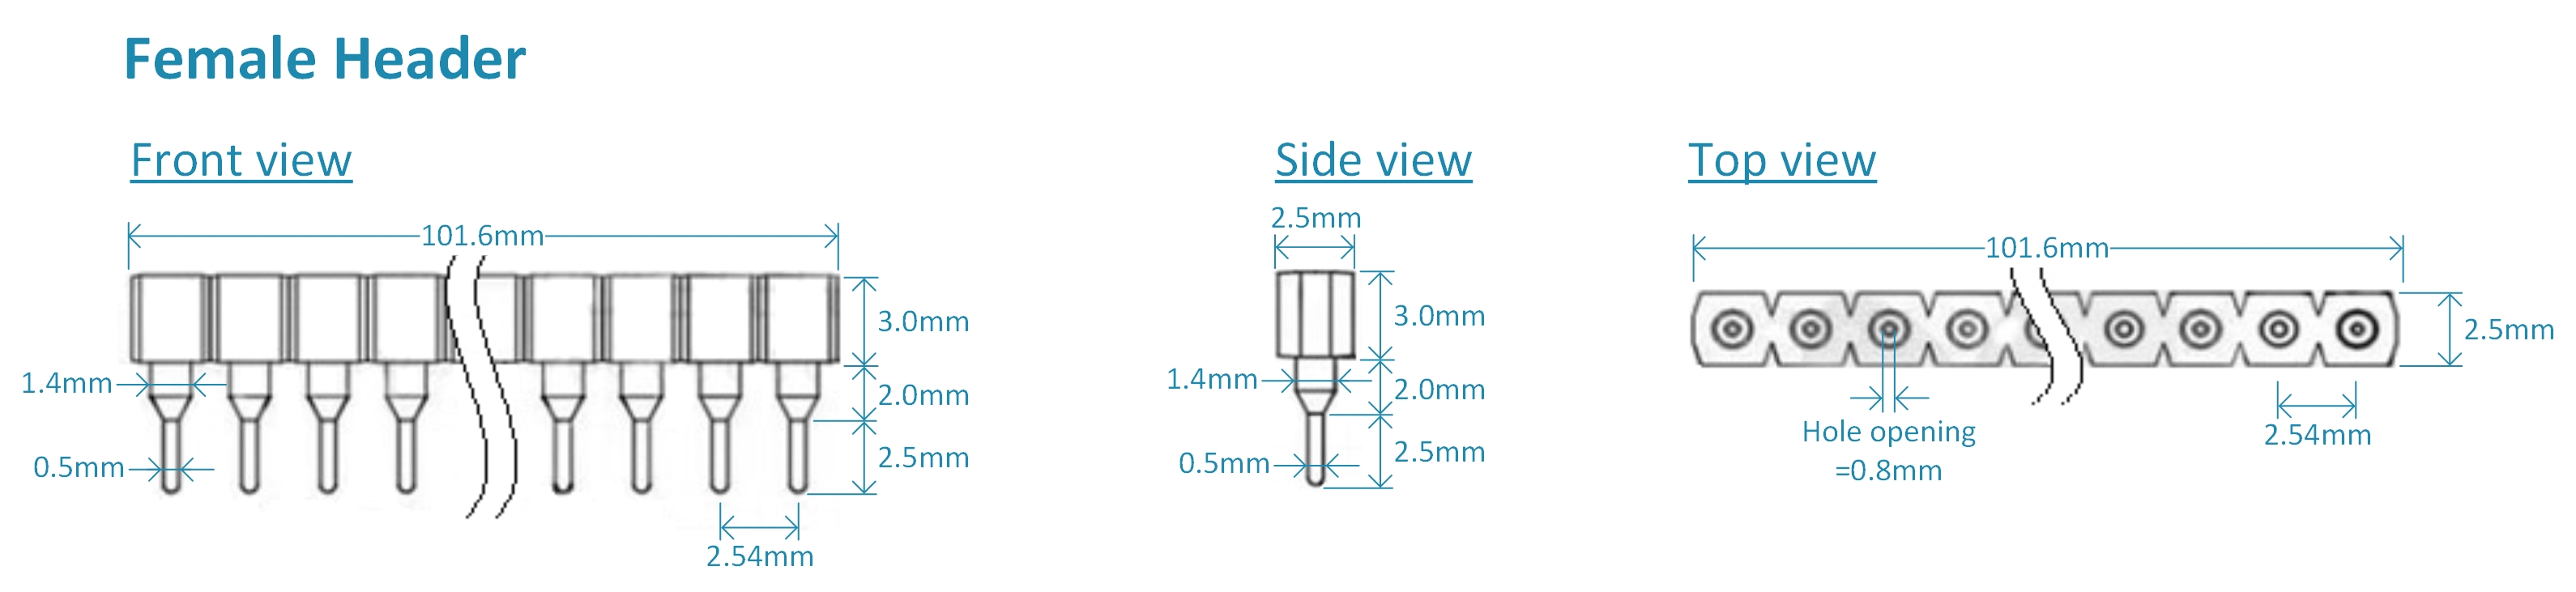 Female Header
Front view
101.6mm
3.0mm
1.4mm
2.0mm
0.5mm
2.5mm
2.54mm
Side view
2.5mm
3.0mm
1.4mm
2.0mm
0.5mm
2.5mm
Top view
101.6mm
2.5mm
Hole opening
=0.8mm
2.54mm